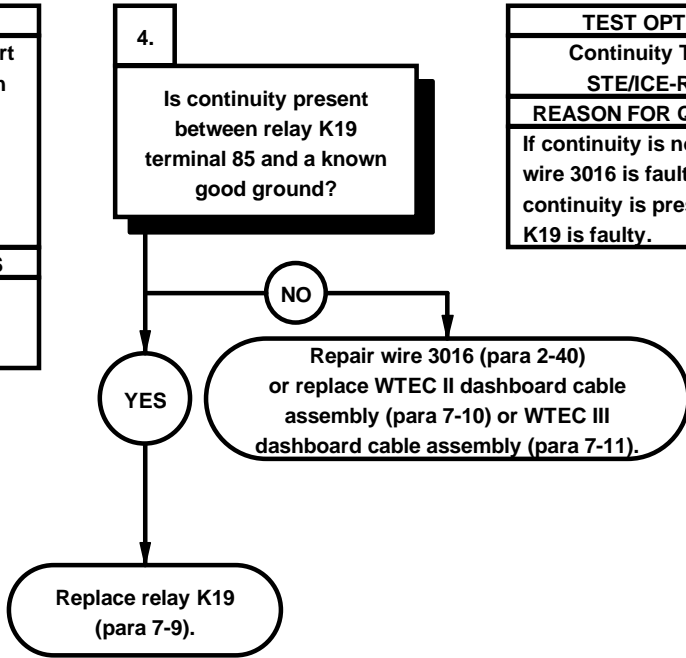 rt
n
S
4.
Is continuity present
between relay K19
terminal 85 and a known
good ground?
NO
YES
Repair wire 3016 (para 2-40)
or replace WTEC II dashboard cable
assembly (para 7-10) or WTEC III
dashboard cable assembly (para 7-11).
Replace relay K19
(para 7-9).
TEST OPT
Continuity T
STE/ICE-R
REASON FOR Q
If continuity is no
wire 3016 is fault
continuity is pres
K19 is faulty.